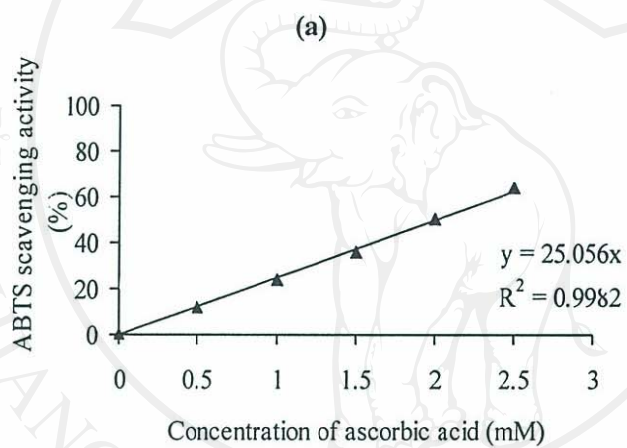 (a)
ABTS scavenging activity
(%)
100
80
60
40
20
0
y = 25.056x
R² = 0.9982
0 0.5 1 1.5 2 2.5 3
Concentration of ascorbic acid (mM)
ANG